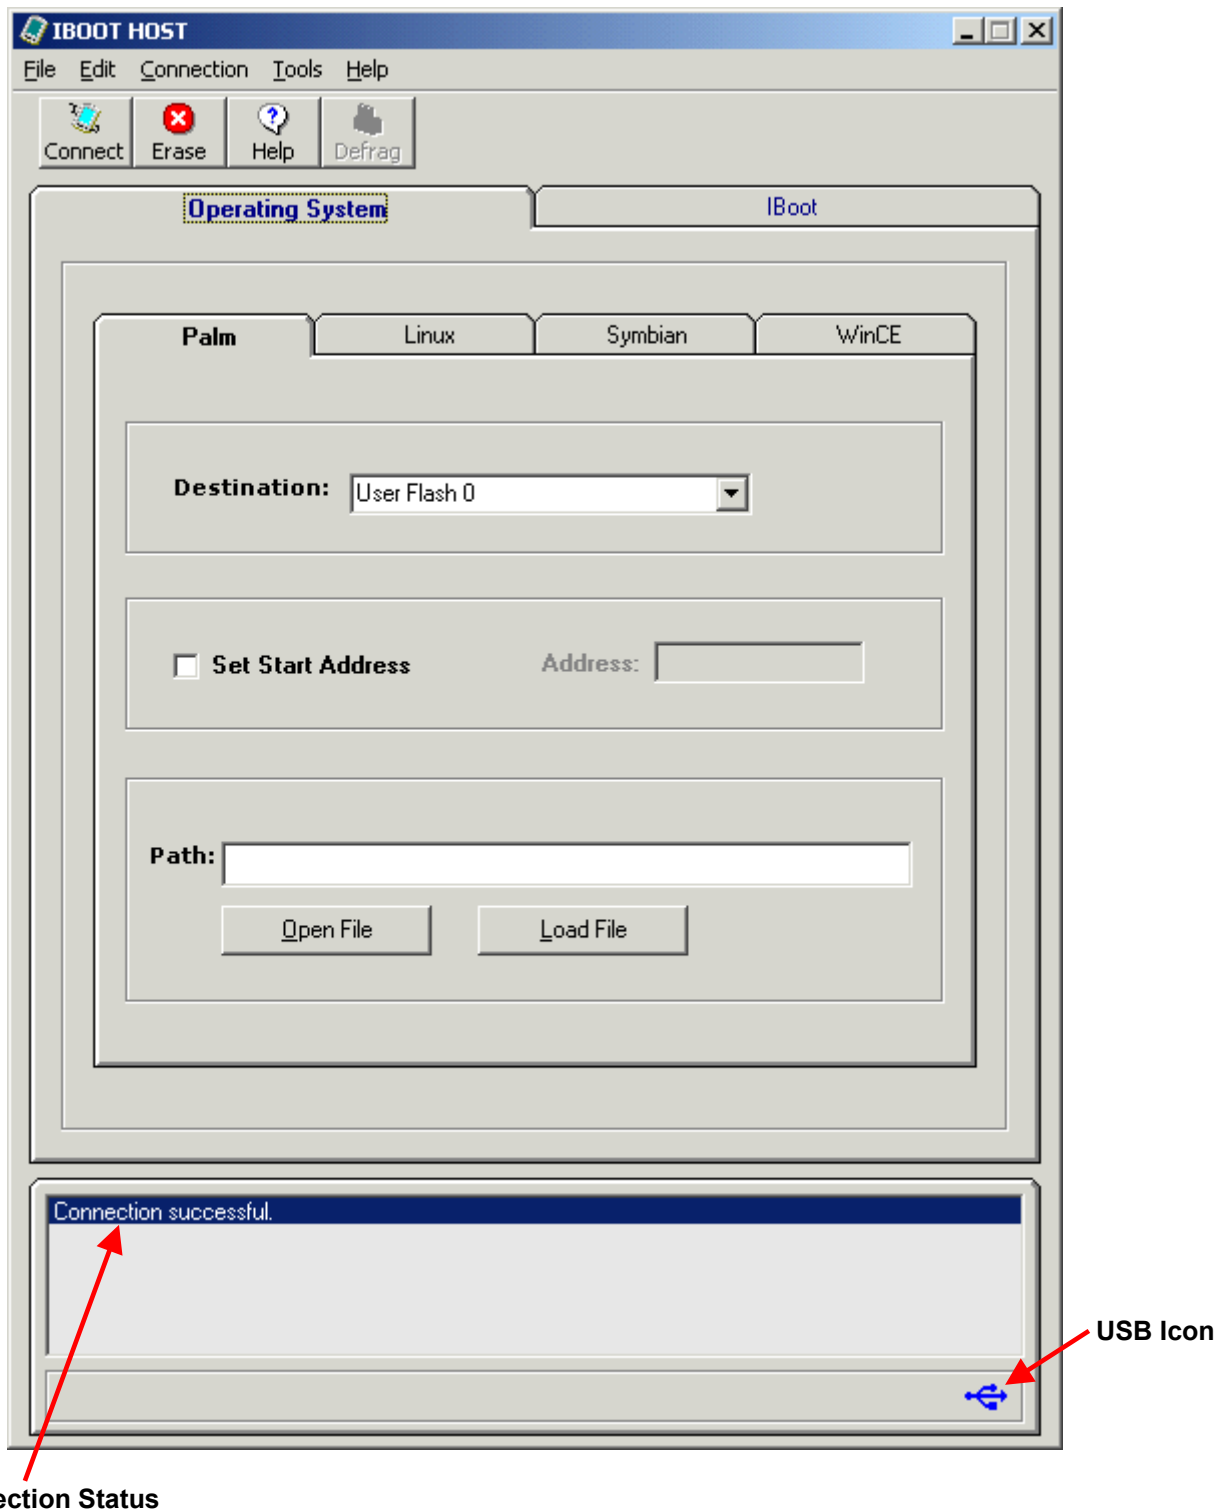 IBOOT HOST
File Edit Connection Tools Help
Connect Erase Help Defrag
Operating System IBoot
Palm Linux Symbian WinCE
Destination: User Flash 0
Set Start Address Address:
Path:
Open File Load File
Connection successful.
USB Icon
ection Status